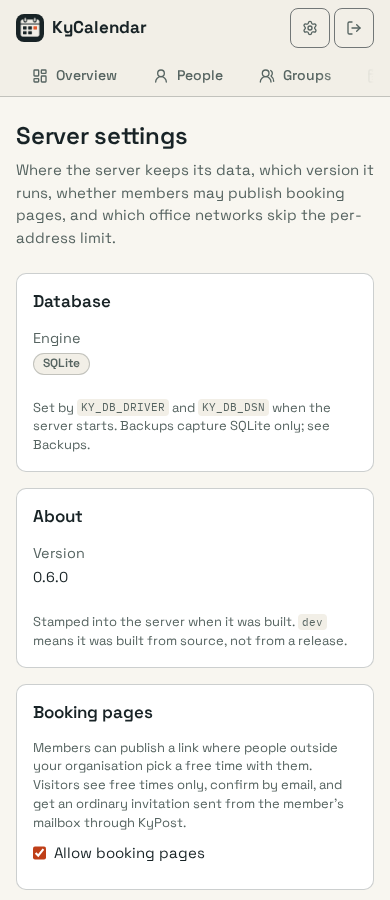 KyCalendar
Overview People Groups
Server settings
Where the server keeps its data, which version it
runs, whether members may publish booking
pages, and which office networks skip the per-
address limit.
Database
Engine
SQLite
Set by KY_DB_DRIVER and KY_DB_DSN when the
server starts. Backups capture SQLite only; see
Backups.
About
Version
0.6.0
Stamped into the server when it was built. dev
means it was built from source, not from a release.
Booking pages
Members can publish a link where people outside
your organisation pick a free time with them.
Visitors see free times only, confirm by email, and
get an ordinary invitation sent from the member's
mailbox through KyPost.
Allow booking pages